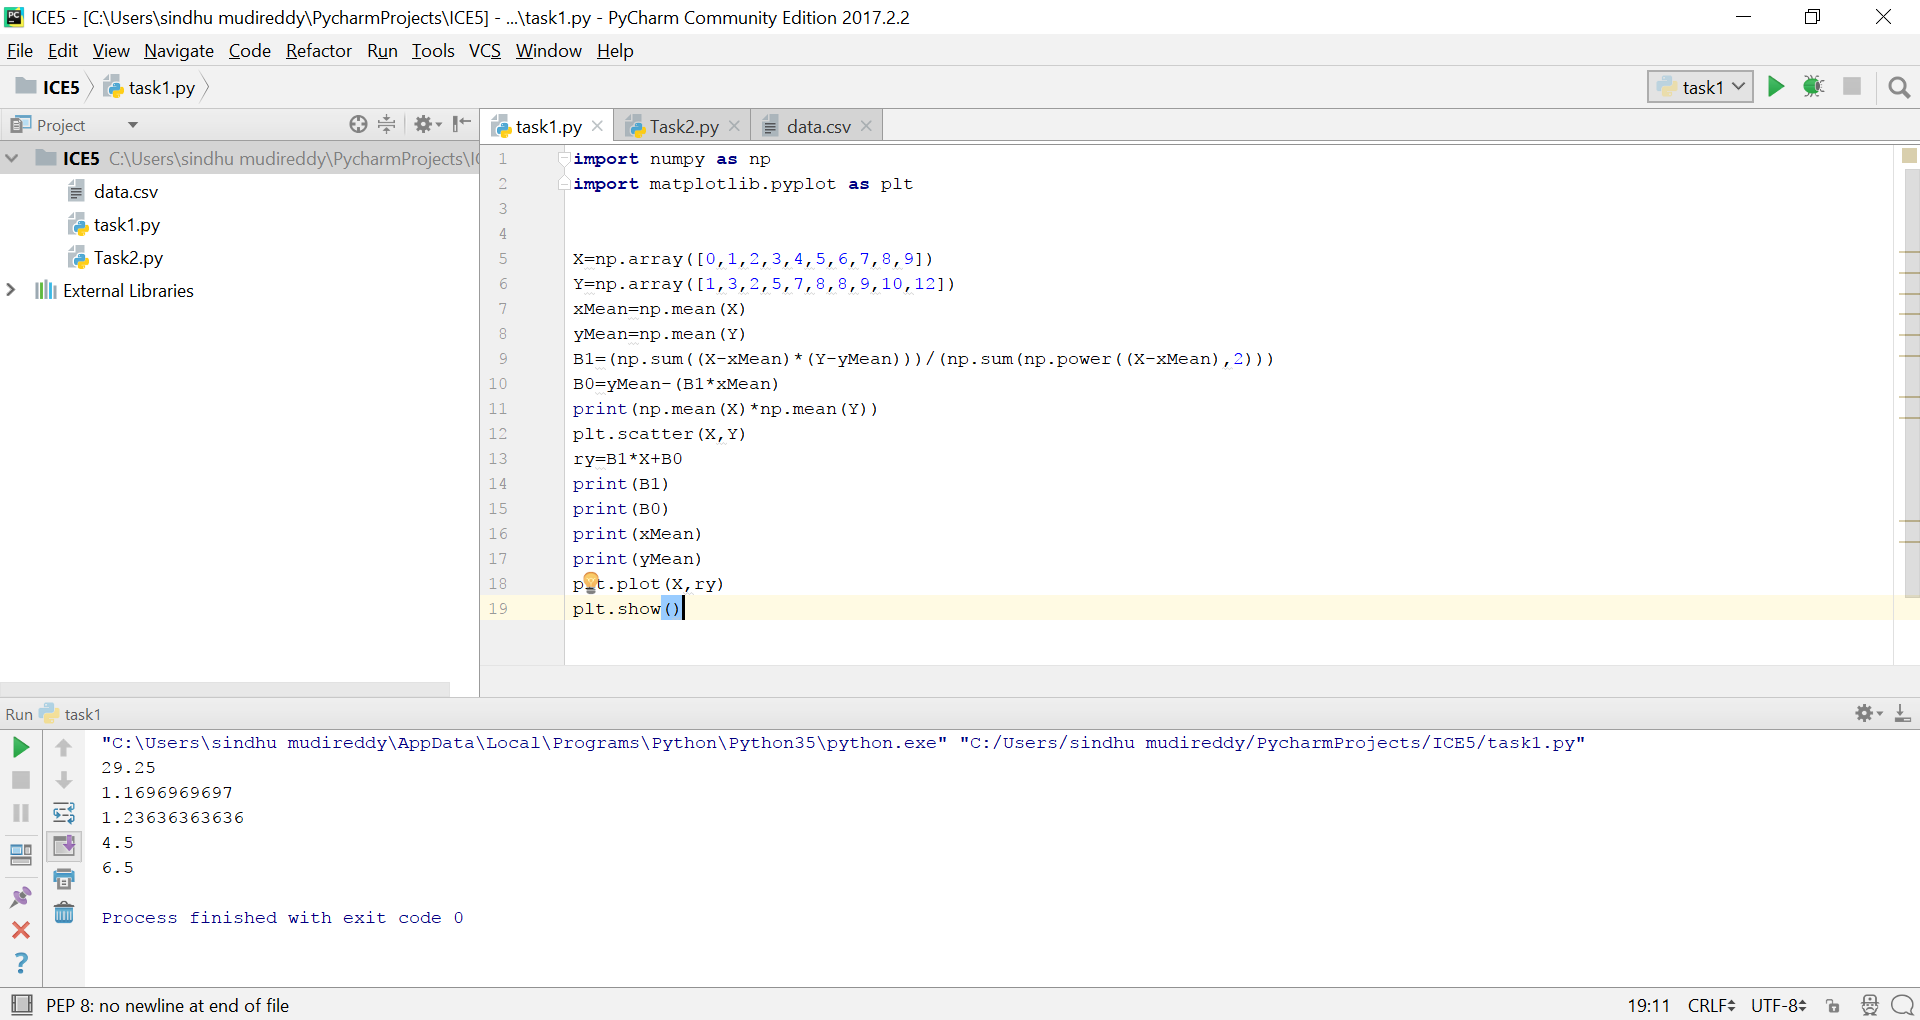 ICE5 - [C:\Users\sindhu mudireddy\PycharmProjects\ICE5] - ...\task1.py - PyCharm Community Edition 2017.2.2
File Edit View Navigate Code Refactor Run Tools VCS Window Help
ICE5 task1.py task1
Project task1.py Task2.py data.csv
ICE5 C:\Users\sindhu mudireddy\PycharmProjects\IC
data.csv
task1.py
Task2.py
External Libraries
1 import numpy as np
2 import matplotlib.pyplot as plt
3
4
5 X=np.array([0,1,2,3,4,5,6,7,8,9])
6 Y=np.array([1,3,2,5,7,8,8,9,10,12])
7 xMean=np.mean(X)
8 yMean=np.mean(Y)
9 B1=(np.sum((X-xMean)*(Y-yMean)))/(np.sum(np.power((X-xMean),2)))
10 B0=yMean-(B1*xMean)
11 print(np.mean(X)*np.mean(Y))
12 plt.scatter(X,Y)
13 ry=B1*X+B0
14 print(B1)
15 print(B0)
16 print(xMean)
17 print(yMean)
18 plt.plot(X,ry)
19 plt.show()
Run task1
"C:\Users\sindhu mudireddy\AppData\Local\Programs\Python\Python35\python.exe" "C:/Users/sindhu mudireddy/PycharmProjects/ICE5/task1.py"
29.25
1.1696969697
1.23636363636
4.5
6.5
Process finished with exit code 0
PEP 8: no newline at end of file 19:11 CRLF UTF-8